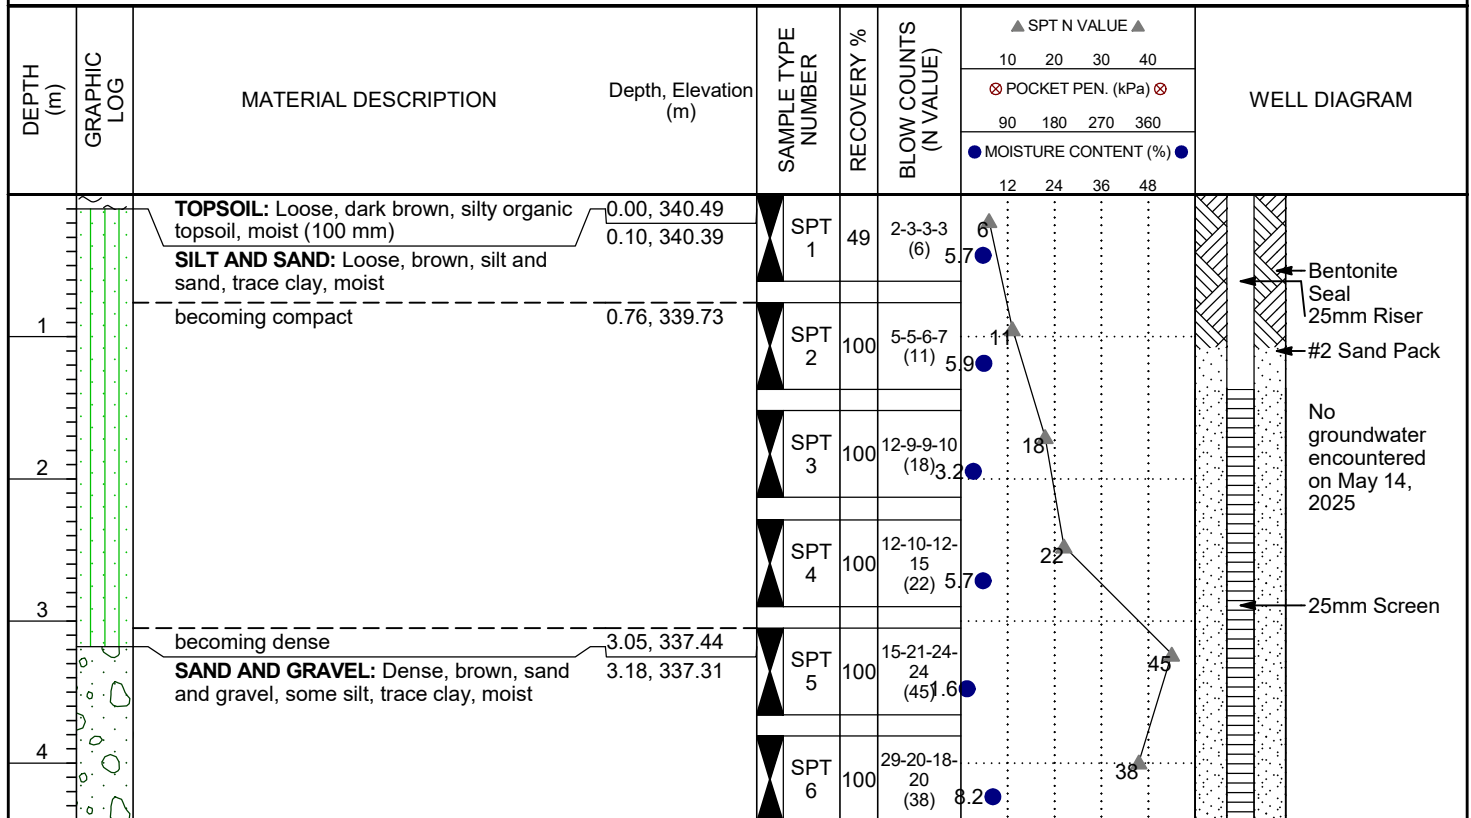 DEPTH
(m)
GRAPHIC
LOG
MATERIAL DESCRIPTION
Depth, Elevation
(m)
SAMPLE TYPE
NUMBER
RECOVERY %
BLOW COUNTS
(N VALUE)
SPT N VALUE
10 20 30 40
POCKET PEN. (kPa)
90 180 270 360
MOISTURE CONTENT (%)
12 24 36 48
WELL DIAGRAM
TOPSOIL: Loose, dark brown, silty organic
topsoil, moist (100 mm)
0.00, 340.49
0.10, 340.39
SILT AND SAND: Loose, brown, silt and
sand, trace clay, moist
SPT
1
49
2-3-3-3
(6)
6
5.7
Bentonite
Seal
25mm Riser
#2 Sand Pack
becoming compact
0.76, 339.73
1
SPT
2
100
5-5-6-7
(11)
11
5.9
SPT
3
100
12-9-9-10
(18)
18
3.2
No
groundwater
encountered
on May 14,
2025
2
SPT
4
100
12-10-12-
15
(22)
22
5.7
25mm Screen
3
becoming dense
3.05, 337.44
SAND AND GRAVEL: Dense, brown, sand
and gravel, some silt, trace clay, moist
3.18, 337.31
SPT
5
100
15-21-24-
24
(45)
45
1.6
4
SPT
6
100
29-20-18-
20
(38)
38
8.2